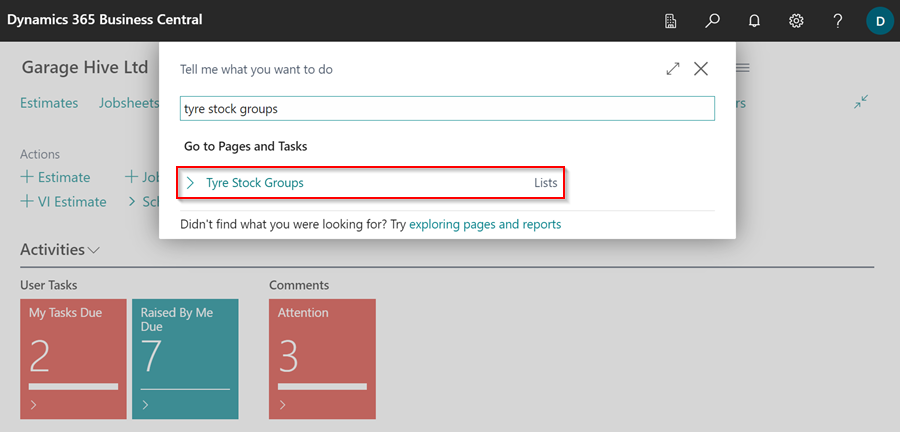 Dynamics 365 Business Central
?
D
Garage Hive Ltd
Tell me what you want to do
Estimates
Jobsheets
tyre stock groups
Go to Pages and Tasks
Tyre Stock Groups
Lists
Didn't find what you were looking for? Try exploring pages and reports
Actions
+ Estimate
+ VI Estimate
Activities
User Tasks
Comments
My Tasks Due
2
Raised By Me
Due
7
Attention
3